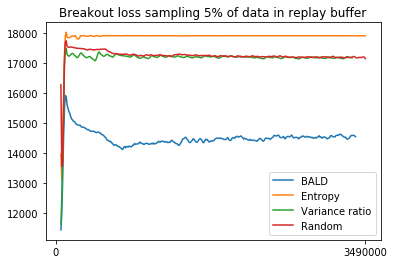 Breakout loss sampling 5% of data in replay buffer
18000
17000
16000
15000
14000
13000
12000
BALD
Entropy
Variance ratio
Random
0
3490000